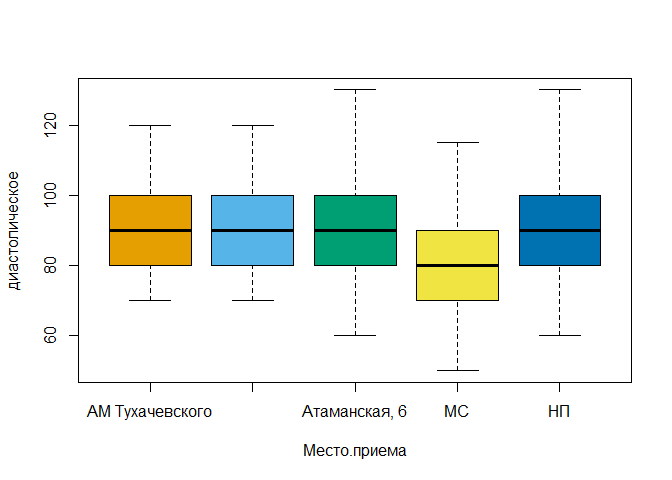 диастолическое
120
100
80
60
АМ Тухачевского
Атаманская, 6
МС
НП
Место.приема